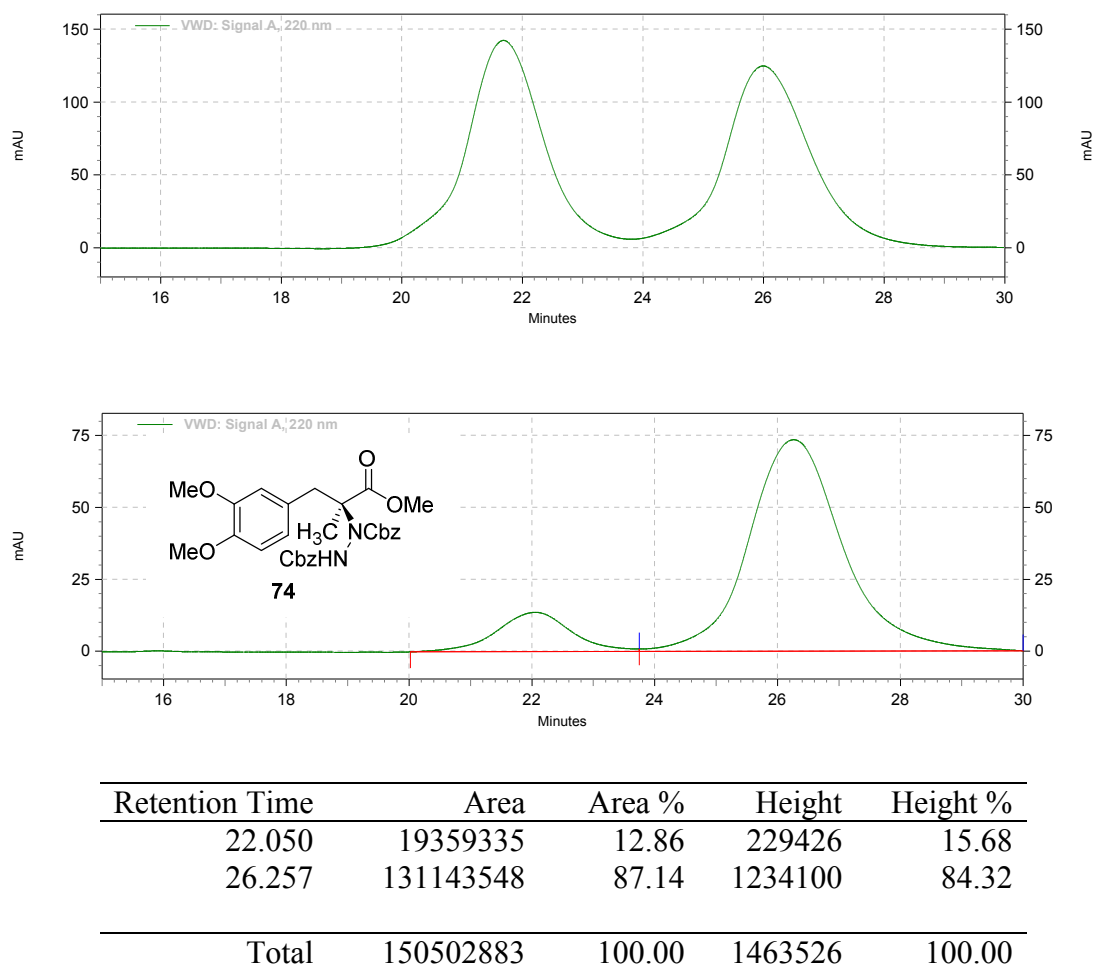 VWD: Signal A, 220 nm
150 150
100 100
mAU mAU
50 50
0 0
16 18 20 22 24 26 28 30
Minutes
VWD: Signal A, 220 nm
75 75
50 50
mAU
25 25
0 0
16 18 20 22 24 26 28 30
Minutes
O
MeO
OMe
H3C
NCbz
MeO
CbzHN
74
Retention Time Area Area % Height Height %
22.050 19359335 12.86 229426 15.68
26.257 131143548 87.14 1234100 84.32
Total 150502883 100.00 1463526 100.00